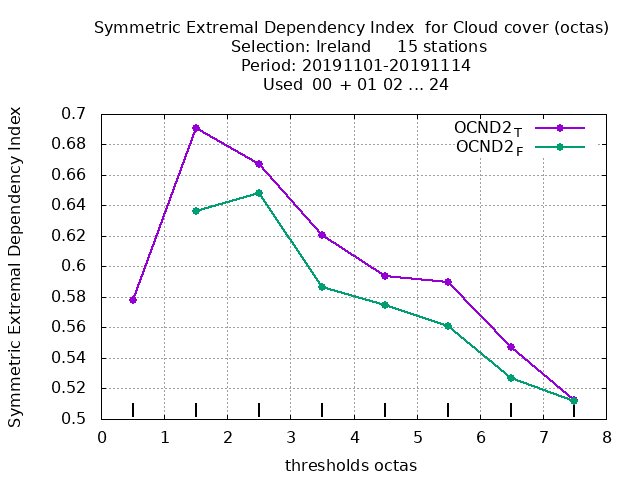 Symmetric Extremal Dependency Index  for Cloud cover (octas)
Selection: Ireland     15 stations
Period: 20191101-20191114
Used  00  + 01 02 ... 24
Symmetric Extremal Dependency Index
0.7
0.68
0.66
0.64
0.62
0.6
0.58
0.56
0.54
0.52
0.5
OCND2T
OCND2F
0 1 2 3 4 5 6 7 8
thresholds octas